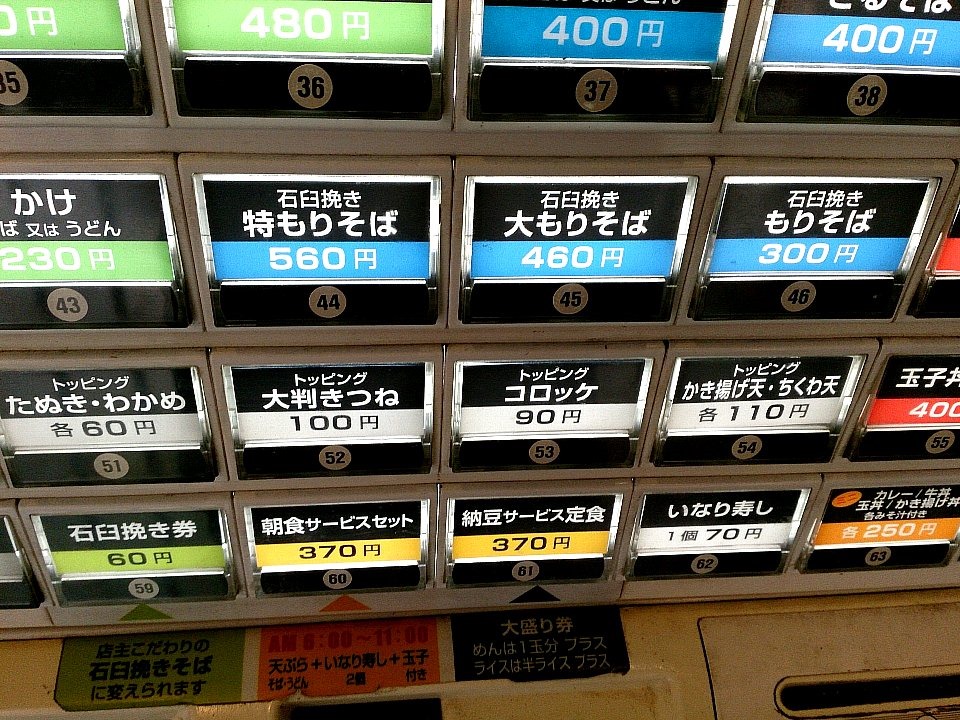 0円
480円
400円
ざるそば
400円
35
36
37
38
かけ
ば 又は うどん
230円
43
石臼挽き
特もりそば
560円
44
石臼挽き
大もりそば
460円
45
石臼挽き
もりそば
300円
46
トッピング
たぬき・わかめ
各60円
51
トッピング
大判きつね
100円
52
トッピング
コロッケ
90円
53
トッピング
かき揚げ天・ちくわ天
各110円
54
玉子丼
400
55
石臼挽き券
60円
59
朝食サービスセット
370円
60
納豆サービス定食
370円
61
いなり寿し
1個70円
62
カレー/牛丼
玉丼/かき揚げ丼
各みそ汁付き
各250円
63
店主こだわりの
石臼挽きそば
に変えられます
AM 6:00~11:00
天ぷら+いなり寿し+玉子
そば・うどん 2個 付き
大盛り券
めんは1玉分 プラス
ライスは半ライス プラス